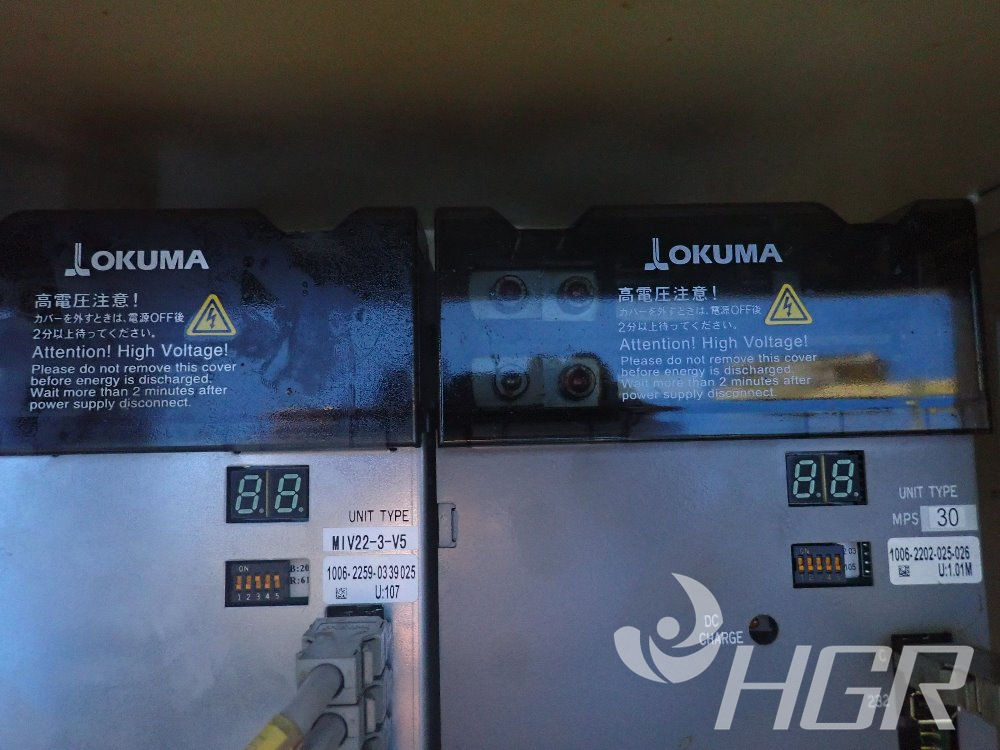 OKUMA
高電圧注意!
カバーを外すときは、電源OFF後
2分以上待ってください。
Attention! High Voltage!
Please do not remove this cover
before energy is discharged.
Wait more than 2 minutes after
power supply disconnect.
UNIT TYPE
MIV22-3-V5
ON
1 2 3 4 5
B:20
R:61
1006-2259-0339025
U:107
OKUMA
高電圧注意!
カバーを外すときは、電源OFF後
2分以上待ってください。
Attention! High Voltage!
Please do not remove this cover
before energy is discharged.
Wait more than 2 minutes after
power supply disconnect.
UNIT TYPE
MPS 30
ON
1006-2202-025-026
U:1.01M
DC
CHARGE
232
HGR